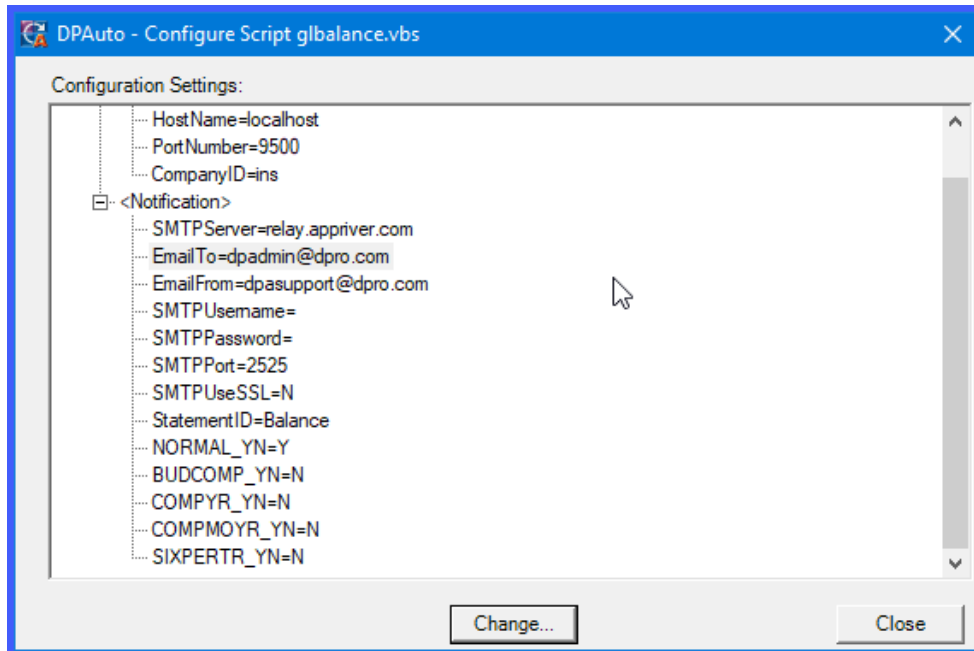 DPAuto - Configure Script glbalance.vbs
Configuration Settings:
HostName=localhost
PortNumber=9500
CompanyID=ins
<Notification>
SMTPServer=relay.appriver.com
EmailTo=dpadmin@dpro.com
EmailFrom=dpasupport@dpro.com
SMTPUsername=
SMTPPassword=
SMTPPort=2525
SMTPUseSSL=N
StatementID=Balance
NORMAL_YN=Y
BUDCOMP_YN=N
COMPYR_YN=N
COMPMOYR_YN=N
SIXPERTR_YN=N
Change... Close